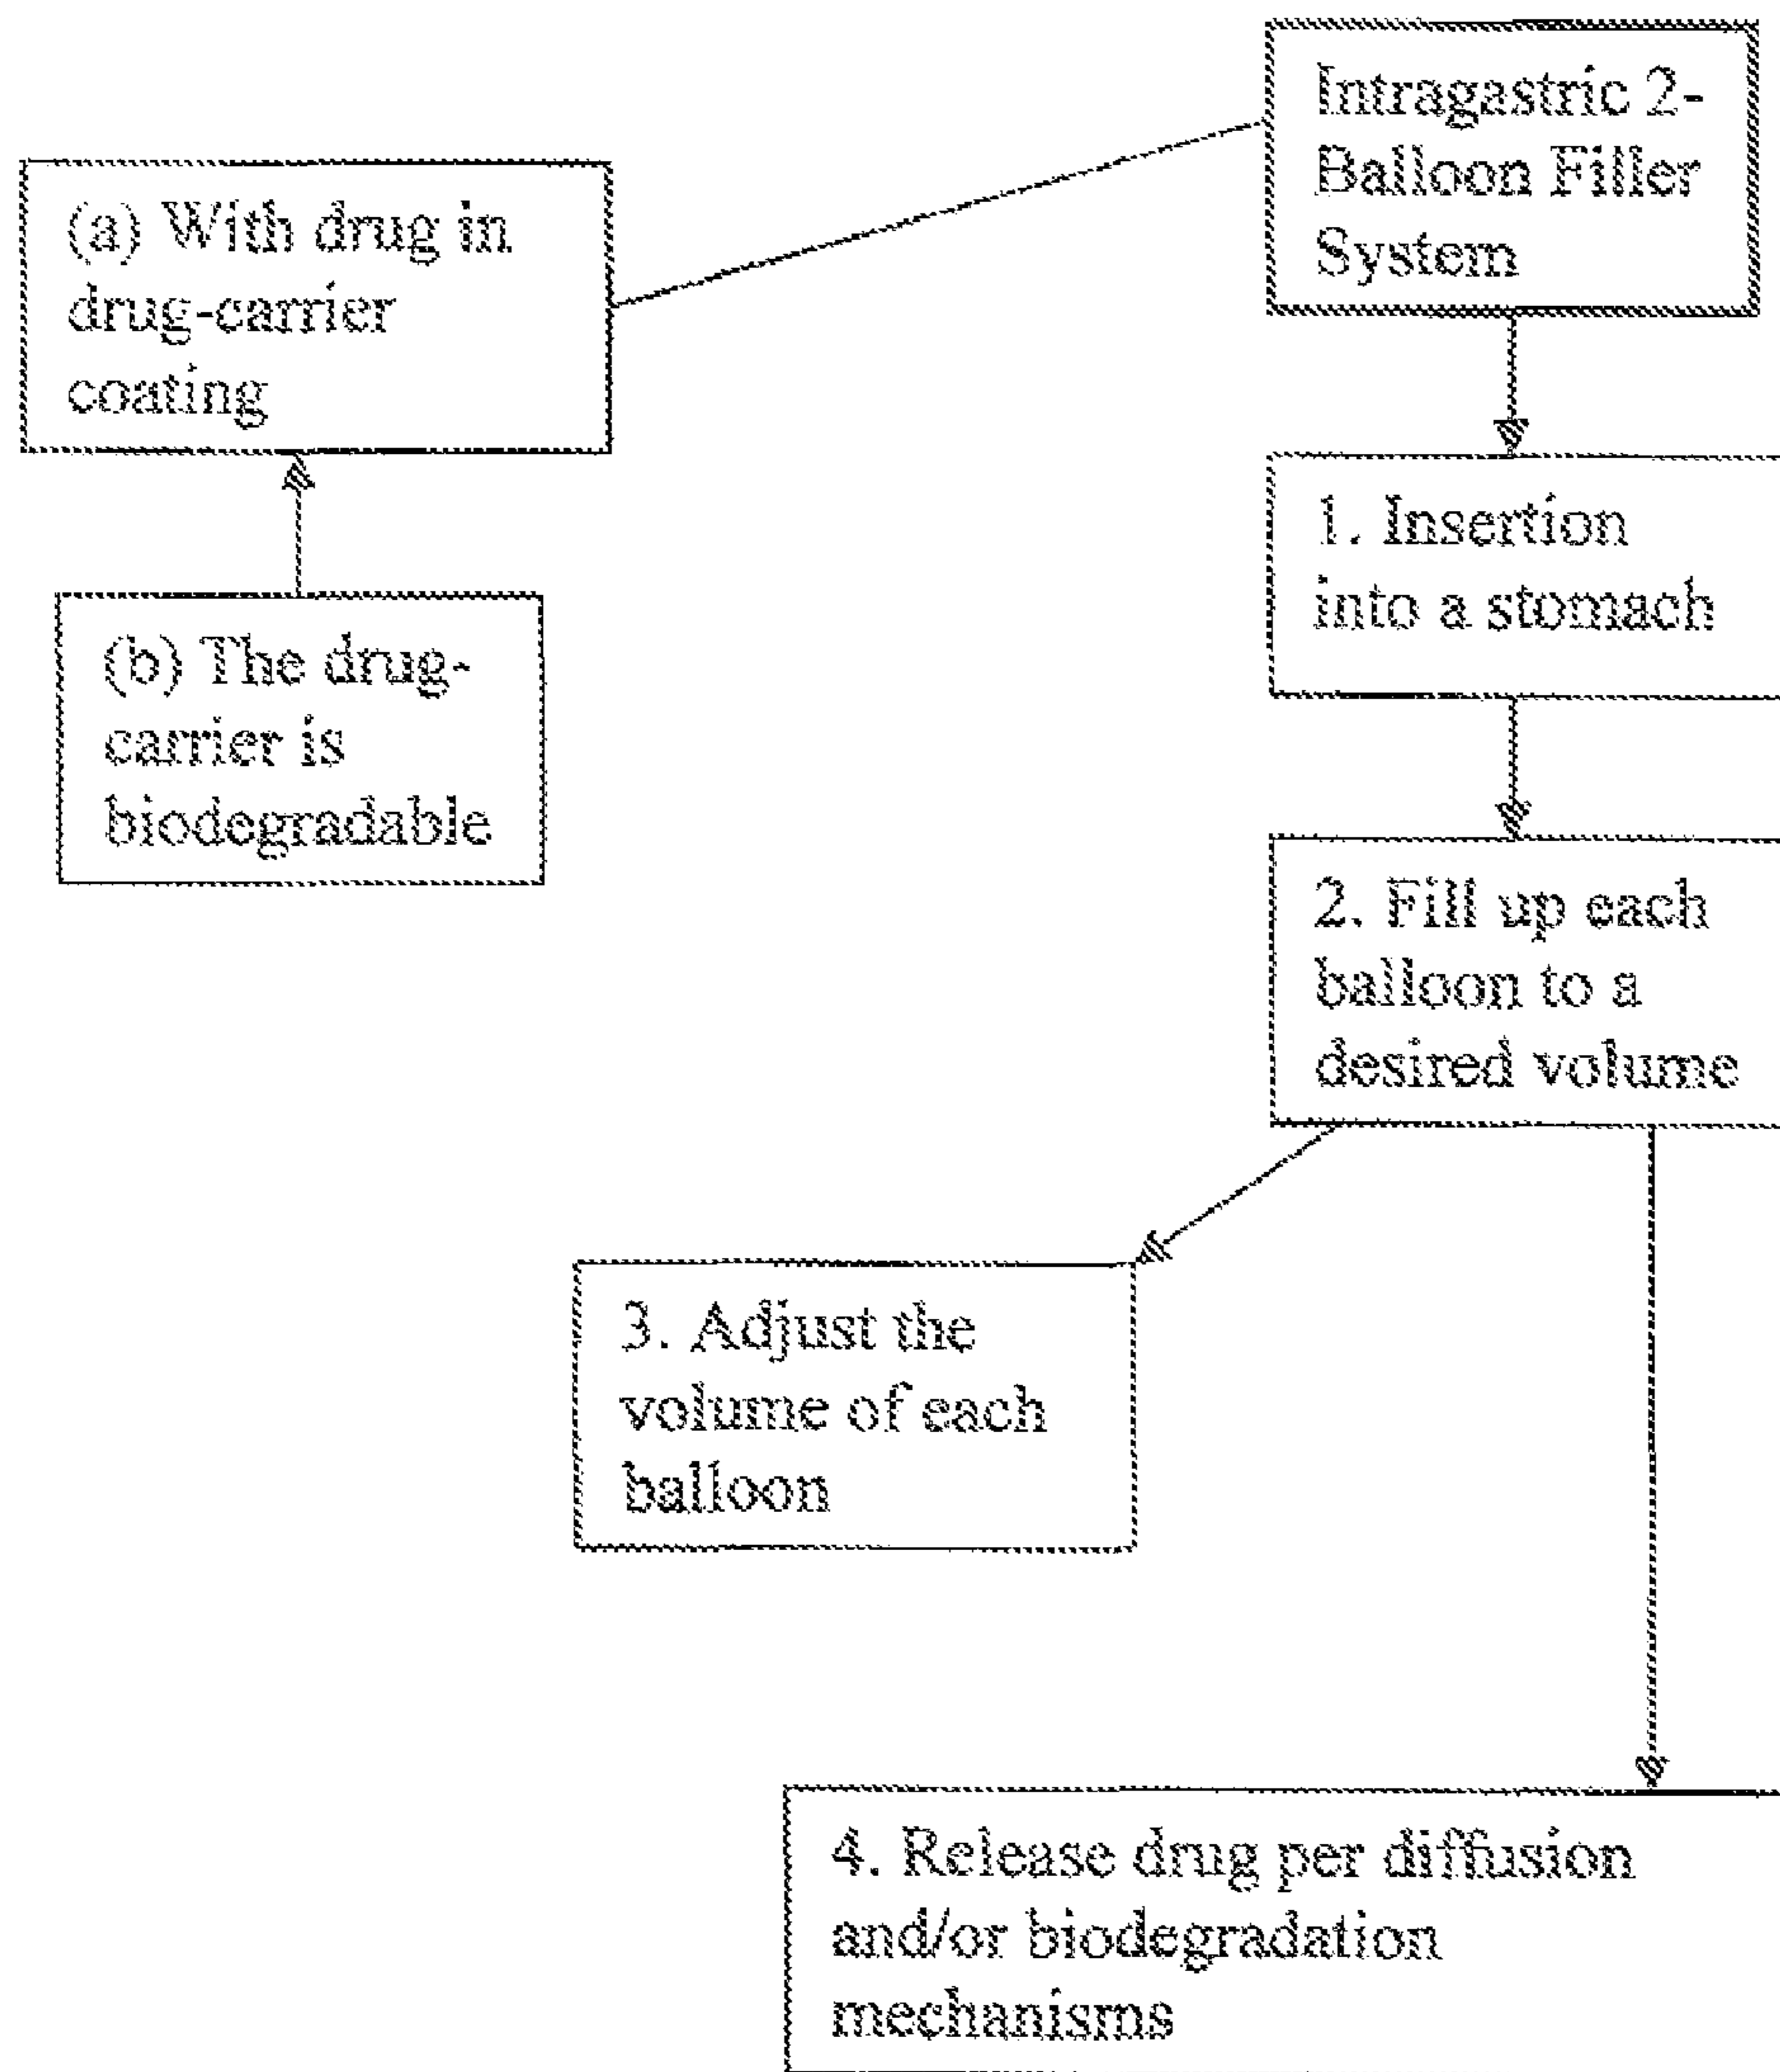 Intragastric 2-
Balloon Filler
System
(a) With drug in
drug-carrier
coating
1. Insertion
into a stomach
(b) The drug-
carrier is
biodegradable
2. Fill up each
balloon to a
desired volume
3. Adjust the
volume of each
balloon
4. Release drug per diffusion
and/or biodegradation
mechanisms